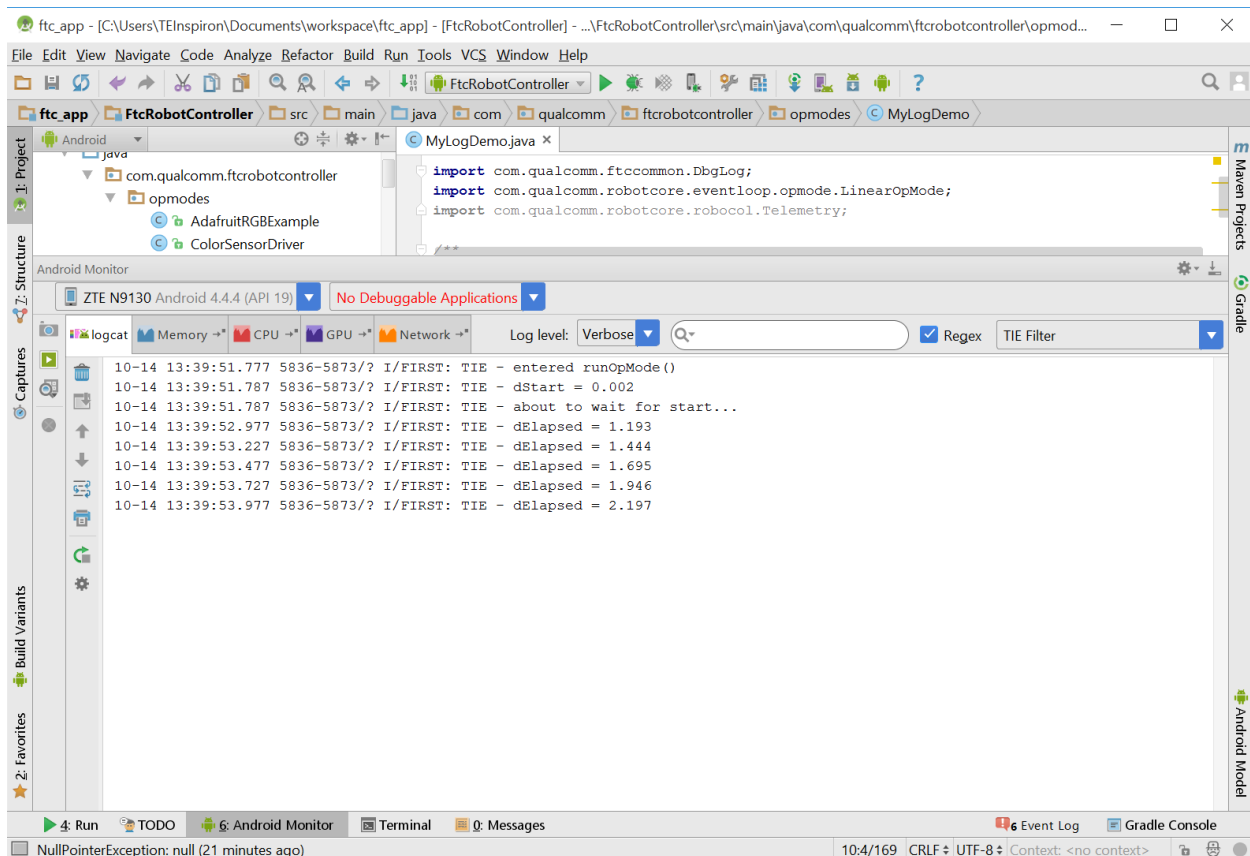 ftc_app - [C:\Users\TEInspiron\Documents\workspace\ftc_app] - [FtcRobotController] - ...\FtcRobotController\src\main\java\com\qualcomm\ftcrobotcontroller\opmod...
File Edit View Navigate Code Analyze Refactor Build Run Tools VCS Window Help
FtcRobotController
ftc_app FtcRobotController src main java com qualcomm ftcrobotcontroller opmodes MyLogDemo
Android
MyLogDemo.java
java
com.qualcomm.ftcrobotcontroller
opmodes
AdafruitRGBExample
ColorSensorDriver
import com.qualcomm.ftccommon.DbgLog;
import com.qualcomm.robotcore.eventloop.opmode.LinearOpMode;
import com.qualcomm.robotcore.robocol.Telemetry;
/**
Android Monitor
ZTE N9130 Android 4.4.4 (API 19) No Debuggable Applications
logcat Memory CPU GPU Network Log level: Verbose Regex TIE Filter
10-14 13:39:51.777 5836-5873/? I/FIRST: TIE - entered runOpMode()
10-14 13:39:51.787 5836-5873/? I/FIRST: TIE - dStart = 0.002
10-14 13:39:51.787 5836-5873/? I/FIRST: TIE - about to wait for start...
10-14 13:39:52.977 5836-5873/? I/FIRST: TIE - dElapsed = 1.193
10-14 13:39:53.227 5836-5873/? I/FIRST: TIE - dElapsed = 1.444
10-14 13:39:53.477 5836-5873/? I/FIRST: TIE - dElapsed = 1.695
10-14 13:39:53.727 5836-5873/? I/FIRST: TIE - dElapsed = 1.946
10-14 13:39:53.977 5836-5873/? I/FIRST: TIE - dElapsed = 2.197
1: Project
7: Structure
Captures
Build Variants
2: Favorites
m Maven Projects
Gradle
Android Model
4: Run TODO 6: Android Monitor Terminal 0: Messages 6 Event Log Gradle Console
NullPointerException: null (21 minutes ago) 10:4/169 CRLF UTF-8 Context: <no context>